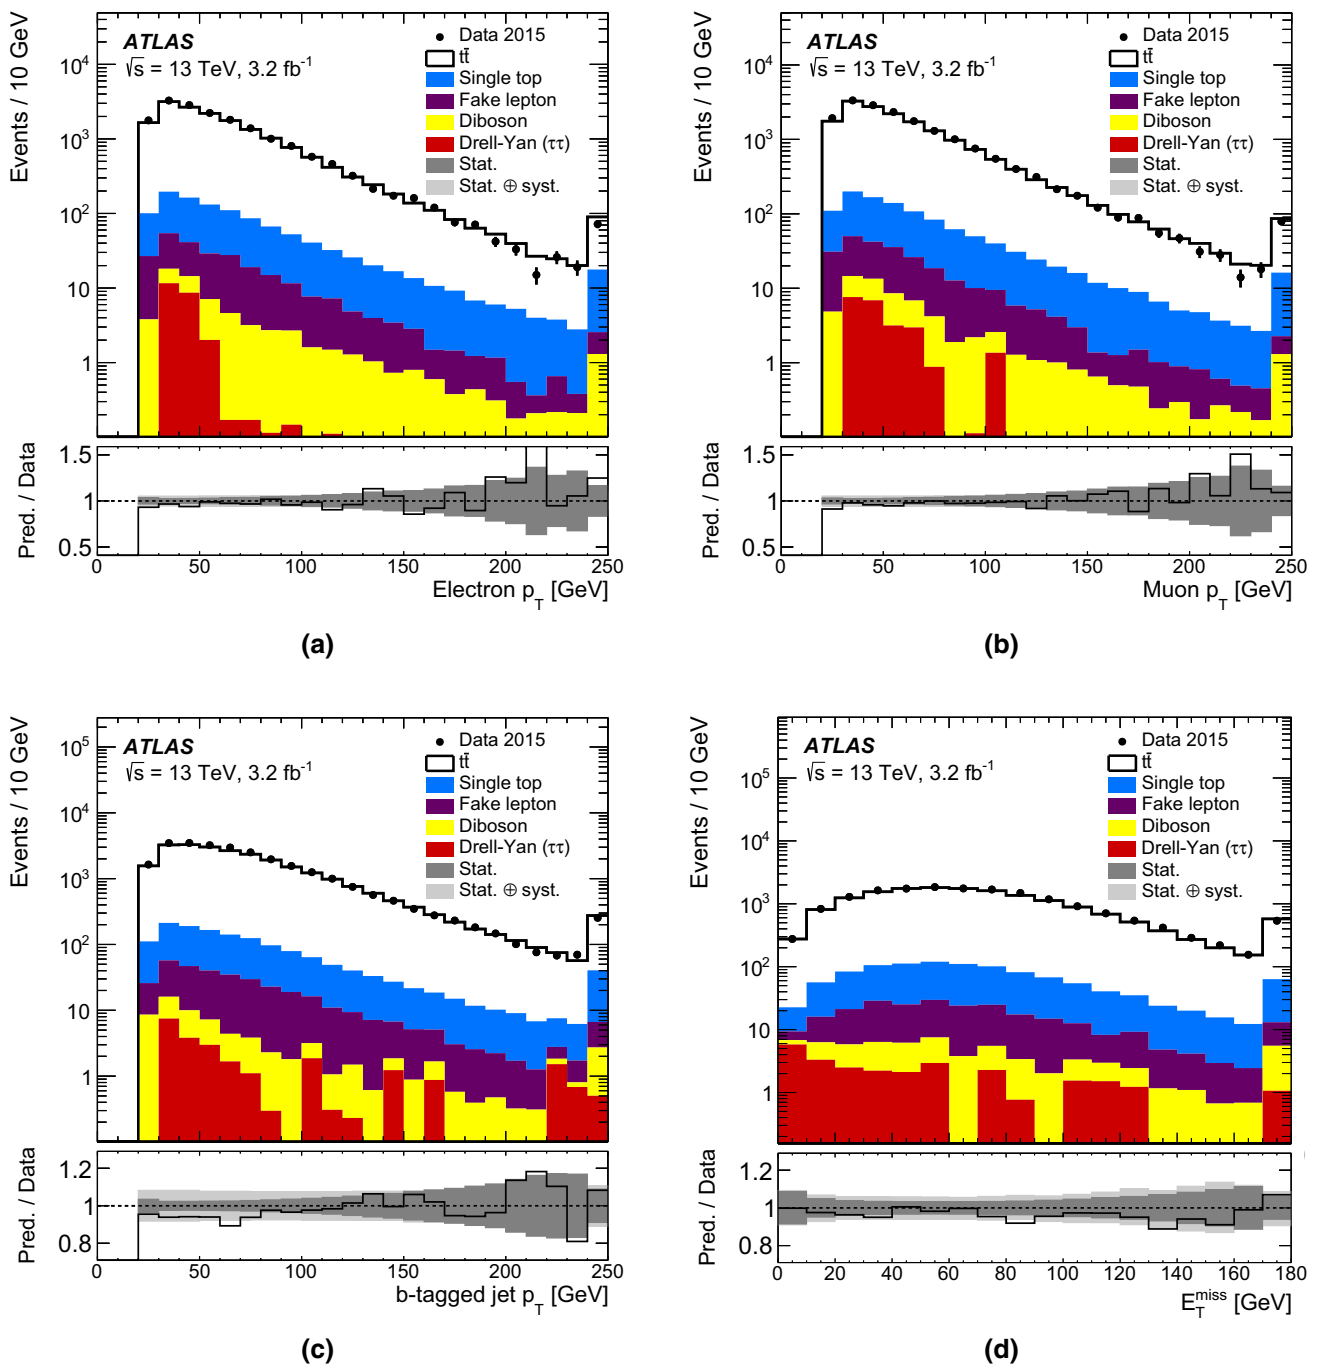 Events / 10 GeV
ATLAS
√s = 13 TeV, 3.2 fb⁻¹
Data 2015
tt̄
Single top
Fake lepton
Diboson
Drell-Yan (ττ)
Stat.
Stat. ⊕ syst.
10⁴
10³
10²
10
1
Pred. / Data
1.5
1
0.5
0 50 100 150 200 250
Electron p_T [GeV]
(a)
Events / 10 GeV
ATLAS
√s = 13 TeV, 3.2 fb⁻¹
Data 2015
tt̄
Single top
Fake lepton
Diboson
Drell-Yan (ττ)
Stat.
Stat. ⊕ syst.
10⁴
10³
10²
10
1
Pred. / Data
1.5
1
0.5
0 50 100 150 200 250
Muon p_T [GeV]
(b)
Events / 10 GeV
ATLAS
√s = 13 TeV, 3.2 fb⁻¹
Data 2015
tt̄
Single top
Fake lepton
Diboson
Drell-Yan (ττ)
Stat.
Stat. ⊕ syst.
10⁵
10⁴
10³
10²
10
1
Pred. / Data
1.2
1
0.8
0 50 100 150 200 250
b-tagged jet p_T [GeV]
(c)
Events / 10 GeV
ATLAS
√s = 13 TeV, 3.2 fb⁻¹
Data 2015
tt̄
Single top
Fake lepton
Diboson
Drell-Yan (ττ)
Stat.
Stat. ⊕ syst.
10⁵
10⁴
10³
10²
10
1
Pred. / Data
1.2
1
0.8
0 20 40 60 80 100 120 140 160 180
E_T^miss [GeV]
(d)